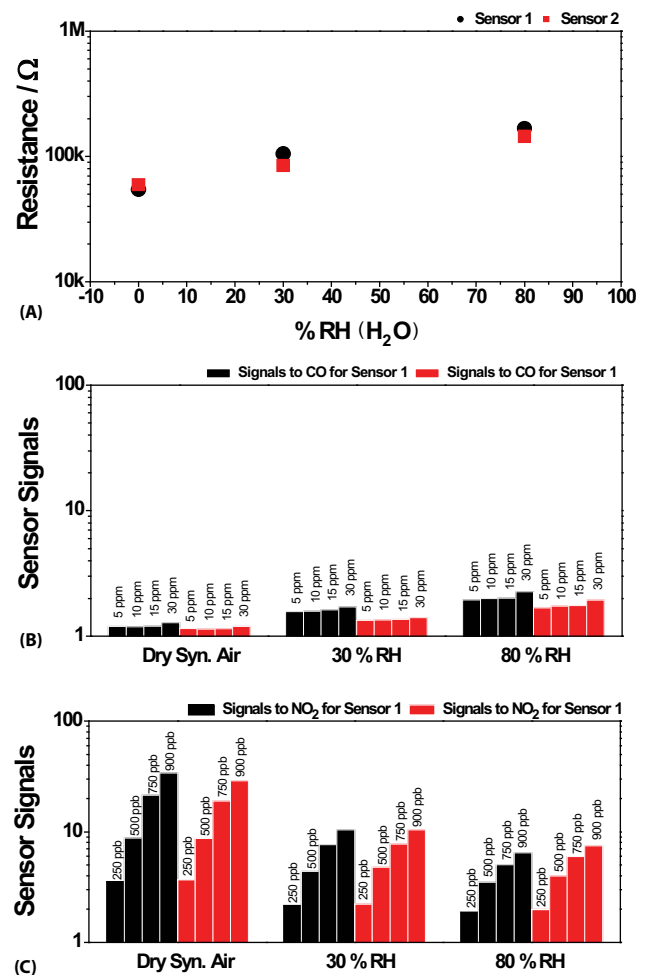 Sensor 1 Sensor 2
1M
100k
10k
Resistance / Ω
-10 0 10 20 30 40 50 60 70 80 90 100
% RH (H₂O)
(A)
Signals to CO for Sensor 1 Signals to CO for Sensor 1
100
10
1
Sensor Signals
5 ppm 10 ppm 15 ppm 30 ppm 5 ppm 10 ppm 15 ppm 30 ppm
5 ppm 10 ppm 15 ppm 30 ppm 5 ppm 10 ppm 15 ppm 30 ppm
5 ppm 10 ppm 15 ppm 30 ppm 5 ppm 10 ppm 15 ppm 30 ppm
Dry Syn. Air 30 % RH 80 % RH
(B)
Signals to NO₂ for Sensor 1 Signals to NO₂ for Sensor 1
100
10
1
Sensor Signals
250 ppb 500 ppb 750 ppb 900 ppb 250 ppb 500 ppb 750 ppb 900 ppb
250 ppb 500 ppb 250 ppb 500 ppb 750 ppb 900 ppb
250 ppb 500 ppb 750 ppb 900 ppb 250 ppb 500 ppb 750 ppb 900 ppb
Dry Syn. Air 30 % RH 80 % RH
(C)